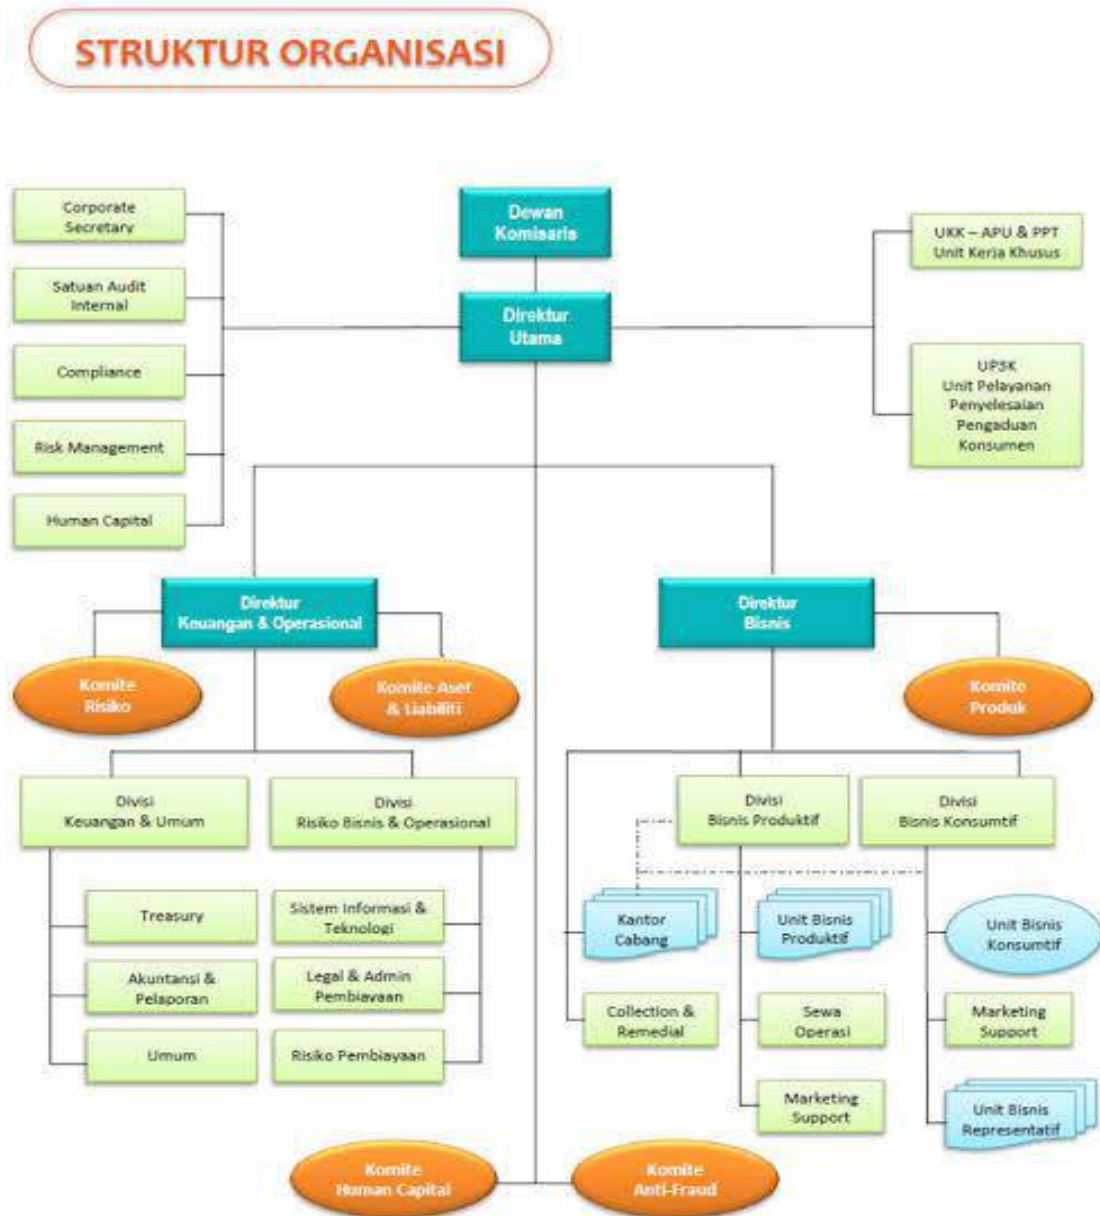 STRUKTUR ORGANISASI
Dewan
Komisaris
Direktur
Utama
Corporate
Secretary
Satuan Audit
Internal
Compliance
Risk Management
Human Capital
UKK – APU & PPT
Unit Kerja Khusus
UP3K
Unit Pelayanan
Penyelesaian
Pengaduan
Konsumen
Direktur
Keuangan & Operasional
Direktur
Bisnis
Komite
Risiko
Komite Aset
& Liabiliti
Komite
Produk
Divisi
Keuangan & Umum
Divisi
Risiko Bisnis & Operasional
Divisi
Bisnis Produktif
Divisi
Bisnis Konsumtif
Treasury
Akuntansi &
Pelaporan
Umum
Sistem Informasi &
Teknologi
Legal & Admin
Pembiayaan
Risiko Pembiayaan
Kantor
Cabang
Collection &
Remedial
Unit Bisnis
Produktif
Sewa
Operasi
Marketing
Support
Unit Bisnis
Konsumtif
Marketing
Support
Unit Bisnis
Representatif
Komite
Human Capital
Komite
Anti-Fraud